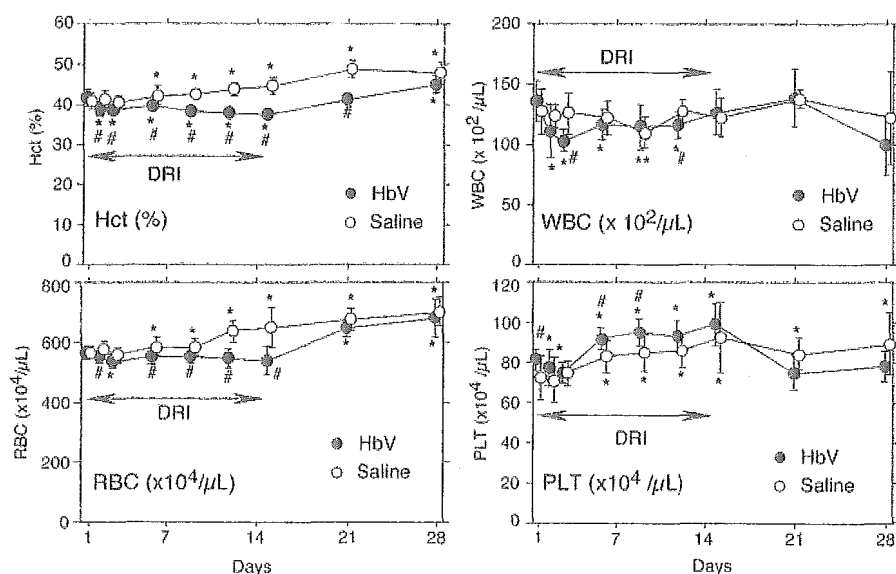 60
50
40
30
20
10
0
Hct (%)
DRI
HbV
Saline
Hct (%)
200
150
100
50
WBC (x 10²/µL)
DRI
HbV
Saline
WBC (x 10²/µL)
800
600
400
200
0
RBC (x10⁴/µL)
DRI
HbV
Saline
RBC (x10⁴/µL)
1 7 14 21 28
Days
120
100
80
60
40
20
0
PLT (x10⁴/µL)
DRI
HbV
Saline
PLT (x10⁴ /µL)
1 7 14 21 28
Days